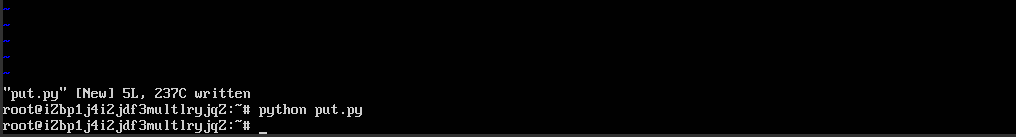 ~
~
~
~
~
"put.py" [New] 5L, 237C written
root@iZbp1j4i2jdf3multlryjqZ:~# python put.py
root@iZbp1j4i2jdf3multlryjqZ:~# _